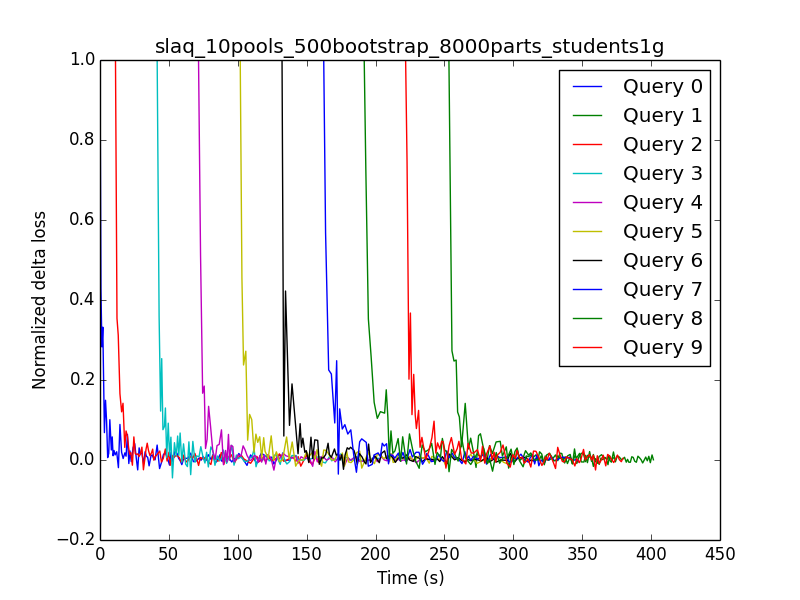 slaq_10pools_500bootstrap_8000parts_students1g
Normalized delta loss
1.0
0.8
0.6
0.4
0.2
0.0
−0.2
0 50 100 150 200 250 300 350 400 450
Time (s)
Query 0
Query 1
Query 2
Query 3
Query 4
Query 5
Query 6
Query 7
Query 8
Query 9